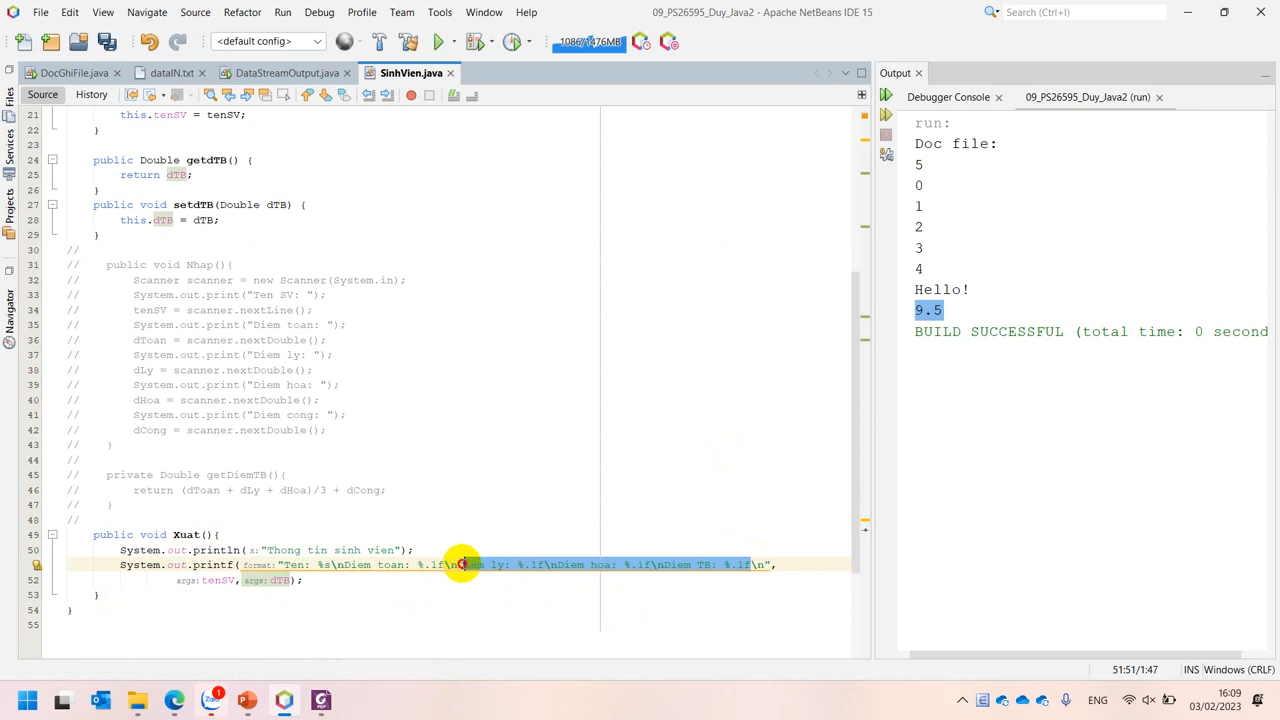 File Edit View Navigate Source Refactor Run Debug Profile Team Tools Window Help
09_PS26595_Duy_Java2 - Apache NetBeans IDE 15
Search (Ctrl+I)
<default config>
1086/1476MB
DocGhiFile.java
dataIN.txt
DataStreamOutput.java
SinhVien.java
Source History
Files
Services
Projects
Navigator
21 this.tenSV = tenSV;
22 }
23
24 public Double getdTB() {
25 return dTB;
26 }
27 public void setdTB(Double dTB) {
28 this.dTB = dTB;
29 }
30 //
31 // public void Nhap(){
32 // Scanner scanner = new Scanner(System.in);
33 // System.out.print("Ten SV: ");
34 // tenSV = scanner.nextLine();
35 // System.out.print("Diem toan: ");
36 // dToan = scanner.nextDouble();
37 // System.out.print("Diem ly: ");
38 // dLy = scanner.nextDouble();
39 // System.out.print("Diem hoa: ");
40 // dHoa = scanner.nextDouble();
41 // System.out.print("Diem cong: ");
42 // dCong = scanner.nextDouble();
43 // }
44 //
45 // private Double getDiemTB(){
46 // return (dToan + dLy + dHoa)/3 + dCong;
47 // }
48 //
49 public void Xuat(){
50 System.out.println(x:"Thong tin sinh vien");
System.out.printf(format:"Ten: %s\nDiem toan: %.1f\nDiem ly: %.1f\nDiem hoa: %.1f\nDiem TB: %.1f\n",
52 args:tenSV,args:dTB);
53 }
54 }
55
Output
Debugger Console
09_PS26595_Duy_Java2 (run)
run:
Doc file:
5
0
1
2
3
4
Hello!
9.5
BUILD SUCCESSFUL (total time: 0 second
51:51/1:47 INS Windows (CRLF)
1
ENG
16:09
03/02/2023